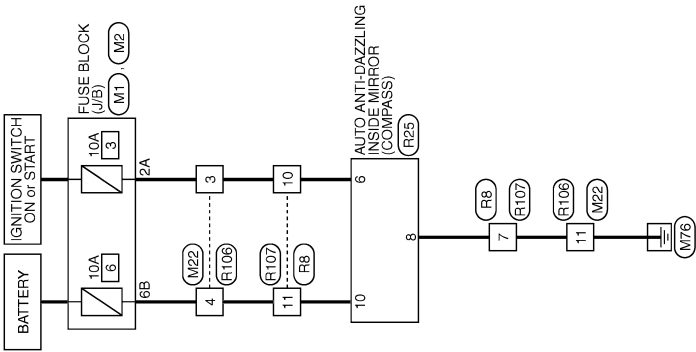 IGNITION SWITCH
ON or START
BATTERY
FUSE BLOCK
(J/B)
M1 , M2
10A
3
10A
6
2A
6B
3
4
M22
R106
10
11
R107
R8
AUTO ANTI-DAZZLING
INSIDE MIRROR
(COMPASS)
R25
6
10
8
7
R8
R107
11
R106
M22
M76